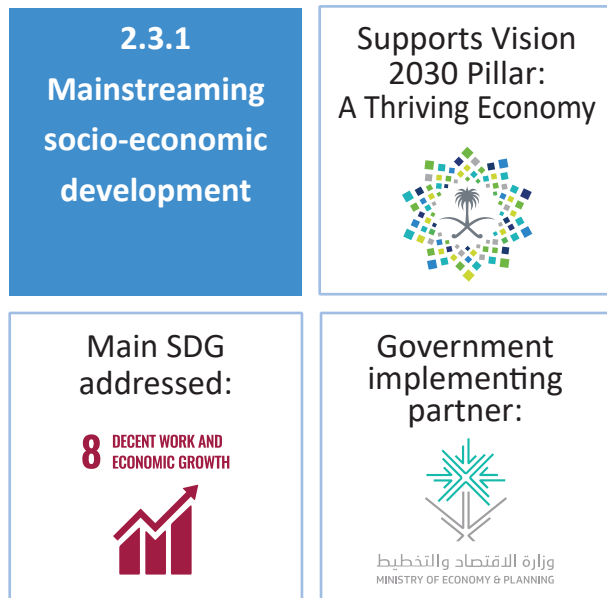 2.3.1
Mainstreaming
socio-economic
development
Supports Vision
2030 Pillar:
A Thriving Economy
Main SDG
addressed:
8 DECENT WORK AND
ECONOMIC GROWTH
Government
implementing
partner:
وزارة الاقتصاد والتخطيط
MINISTRY OF ECONOMY & PLANNING